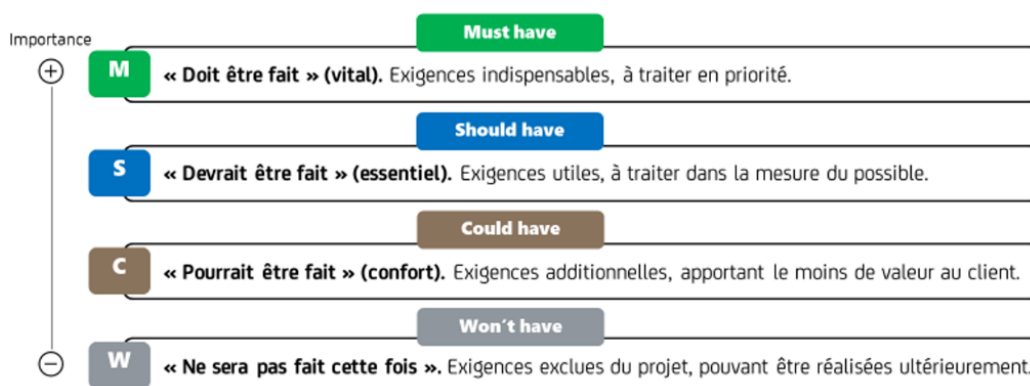 Importance
Must have
M
« Doit être fait » (vital). Exigences indispensables, à traiter en priorité.
Should have
S
« Devrait être fait » (essentiel). Exigences utiles, à traiter dans la mesure du possible.
Could have
C
« Pourrait être fait » (confort). Exigences additionnelles, apportant le moins de valeur au client.
Won´t have
W
« Ne sera pas fait cette fois ». Exigences exclues du projet, pouvant être réalisées ultérieurement.